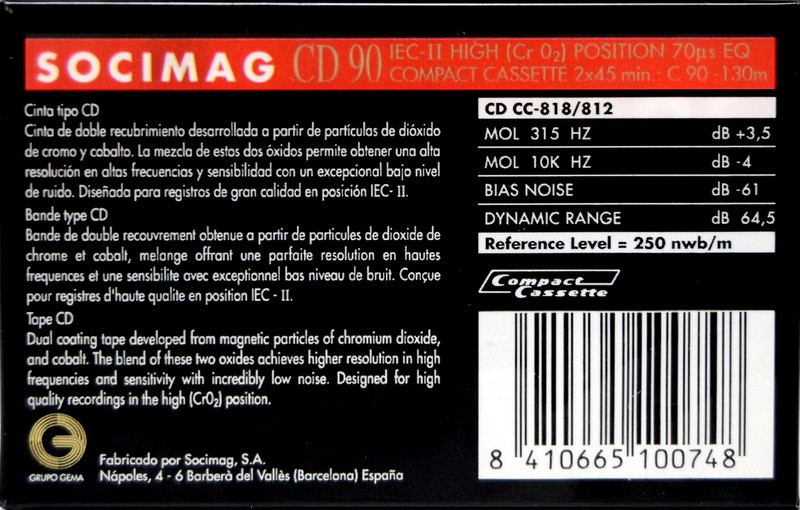 SOCIMAG CD 90 IEC-II HIGH (Cr 02) POSITION 70µs EQ
COMPACT CASSETTE 2x45 min.: C 90 -130m
Cinta tipo CD
Cinta de doble recubrimiento desarrollada a partir de particulas de dióxido
de cromo y cobalto. La mezcla de estos dos óxidos permite obtener una alta
resolución en altas frecuencias y sensibilidad con un excepcional bajo nivel
de ruido. Diseñada para registros de gran calidad en posición IEC- II.
Bande type CD
Bande de double recouvrement obtenue a partir de particules de dioxide de
chrome et cobalt, melange offrant une parfaite resolution en hautes
frequences et une sensibilite avec exceptionnel bas niveau de bruit. Conçue
pour registres d'haute qualite en position IEC - II.
Tape CD
Dual coating tape developed from magnetic particles of chromium dioxide,
and cobalt. The blend of these two oxides achieves higher resolution in high
frequencies and sensitivity with incredibly low noise. Designed for high
quality recordings in the high (Cr02) position.
G
GRUPO GEMA
Fabricado por Socimag, S.A.
Nápoles, 4 - 6 Barberà del Vallès (Barcelona) España
CD CC-818/812
MOL 315 HZ dB +3,5
MOL 10K HZ dB -4
BIAS NOISE dB -61
DYNAMIC RANGE dB 64,5
Reference Level = 250 nwb/m
Compact
Cassette
8 410665 100748